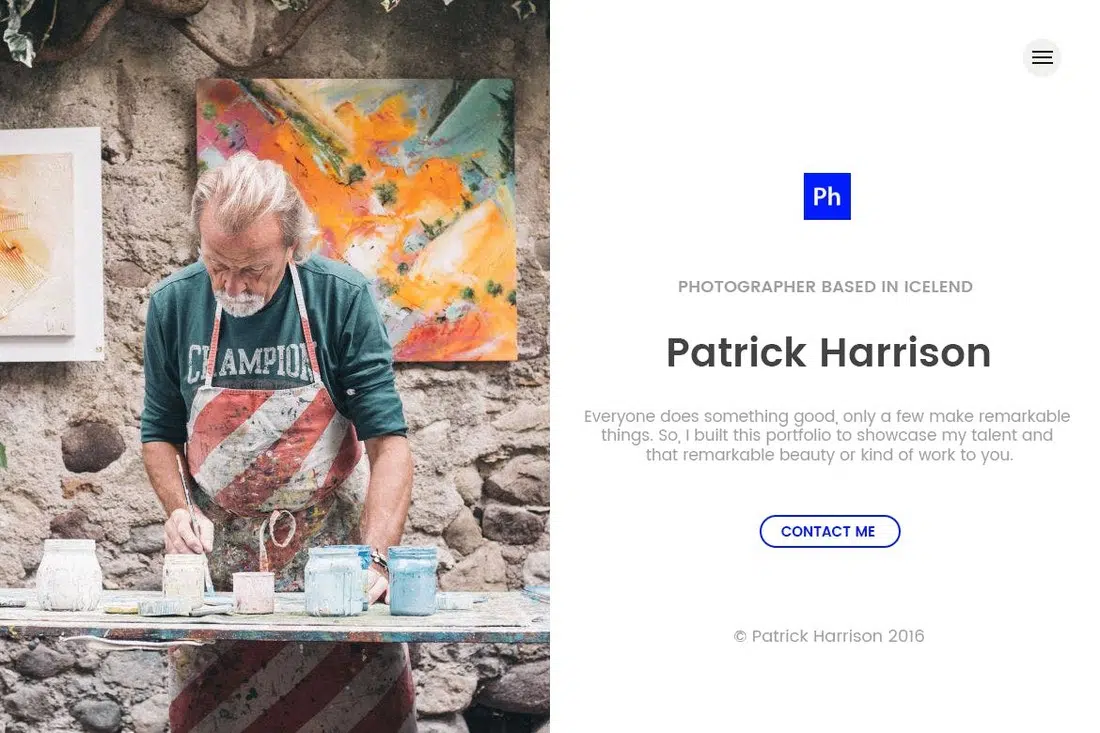 CHAMPION
Ph
PHOTOGRAPHER BASED IN ICELEND
Patrick Harrison
Everyone does something good, only a few make remarkable
things. So, I built this portfolio to showcase my talent and
that remarkable beauty or kind of work to you.
CONTACT ME
© Patrick Harrison 2016